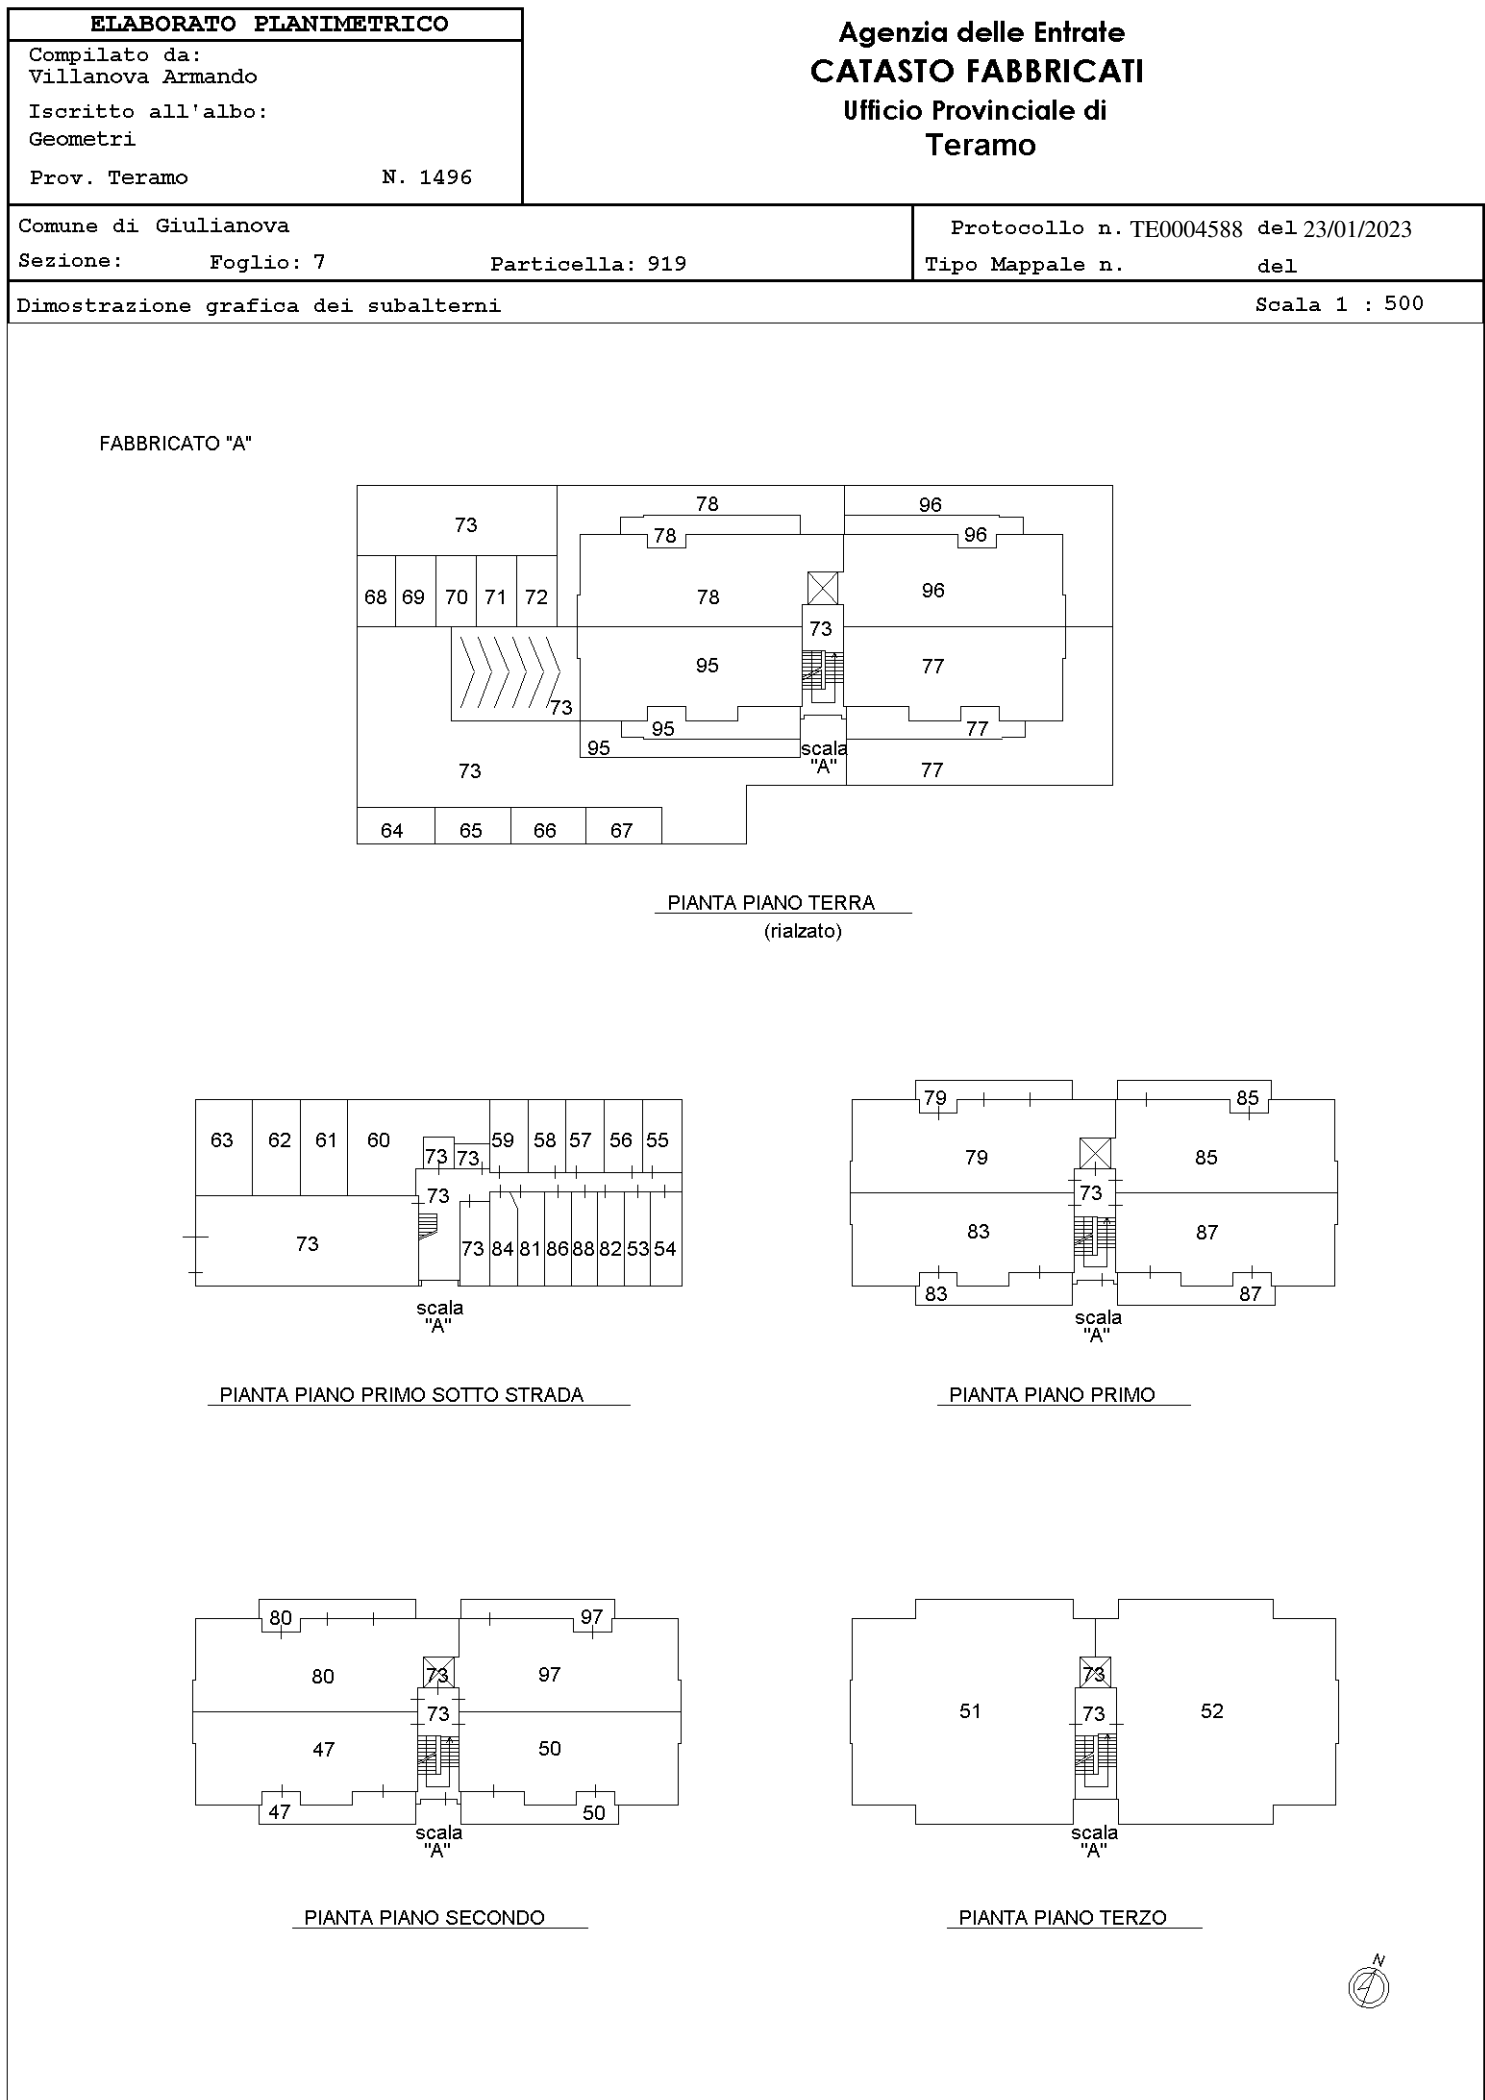 ELABORATO PLANIMETRICO
Compilato da:
Villanova Armando
Iscritto all'albo:
Geometri
Prov. Teramo N. 1496
Agenzia delle Entrate
CATASTO FABBRICATI
Ufficio Provinciale di
Teramo
Comune di Giulianova
Sezione: Foglio: 7 Particella: 919
Protocollo n. TE0004588 del 23/01/2023
Tipo Mappale n. del
Dimostrazione grafica dei subalterni Scala 1 : 500
FABBRICATO "A"
78 96
73
78 96
68 69 70 71 72 78 96
73
95 77
73
95 77
95 scala
"A"
73 77
64 65 66 67
PIANTA PIANO TERRA
(rialzato)
63 62 61 60 59 58 57 56 55
73 73
73
73 73 84 81 86 88 82 53 54
scala
"A"
PIANTA PIANO PRIMO SOTTO STRADA
79 85
79 85
73
83 87
83 87
scala
"A"
PIANTA PIANO PRIMO
80 97
80 73 97
73
47 50
47 50
scala
"A"
PIANTA PIANO SECONDO
73
51 73 52
scala
"A"
PIANTA PIANO TERZO
N